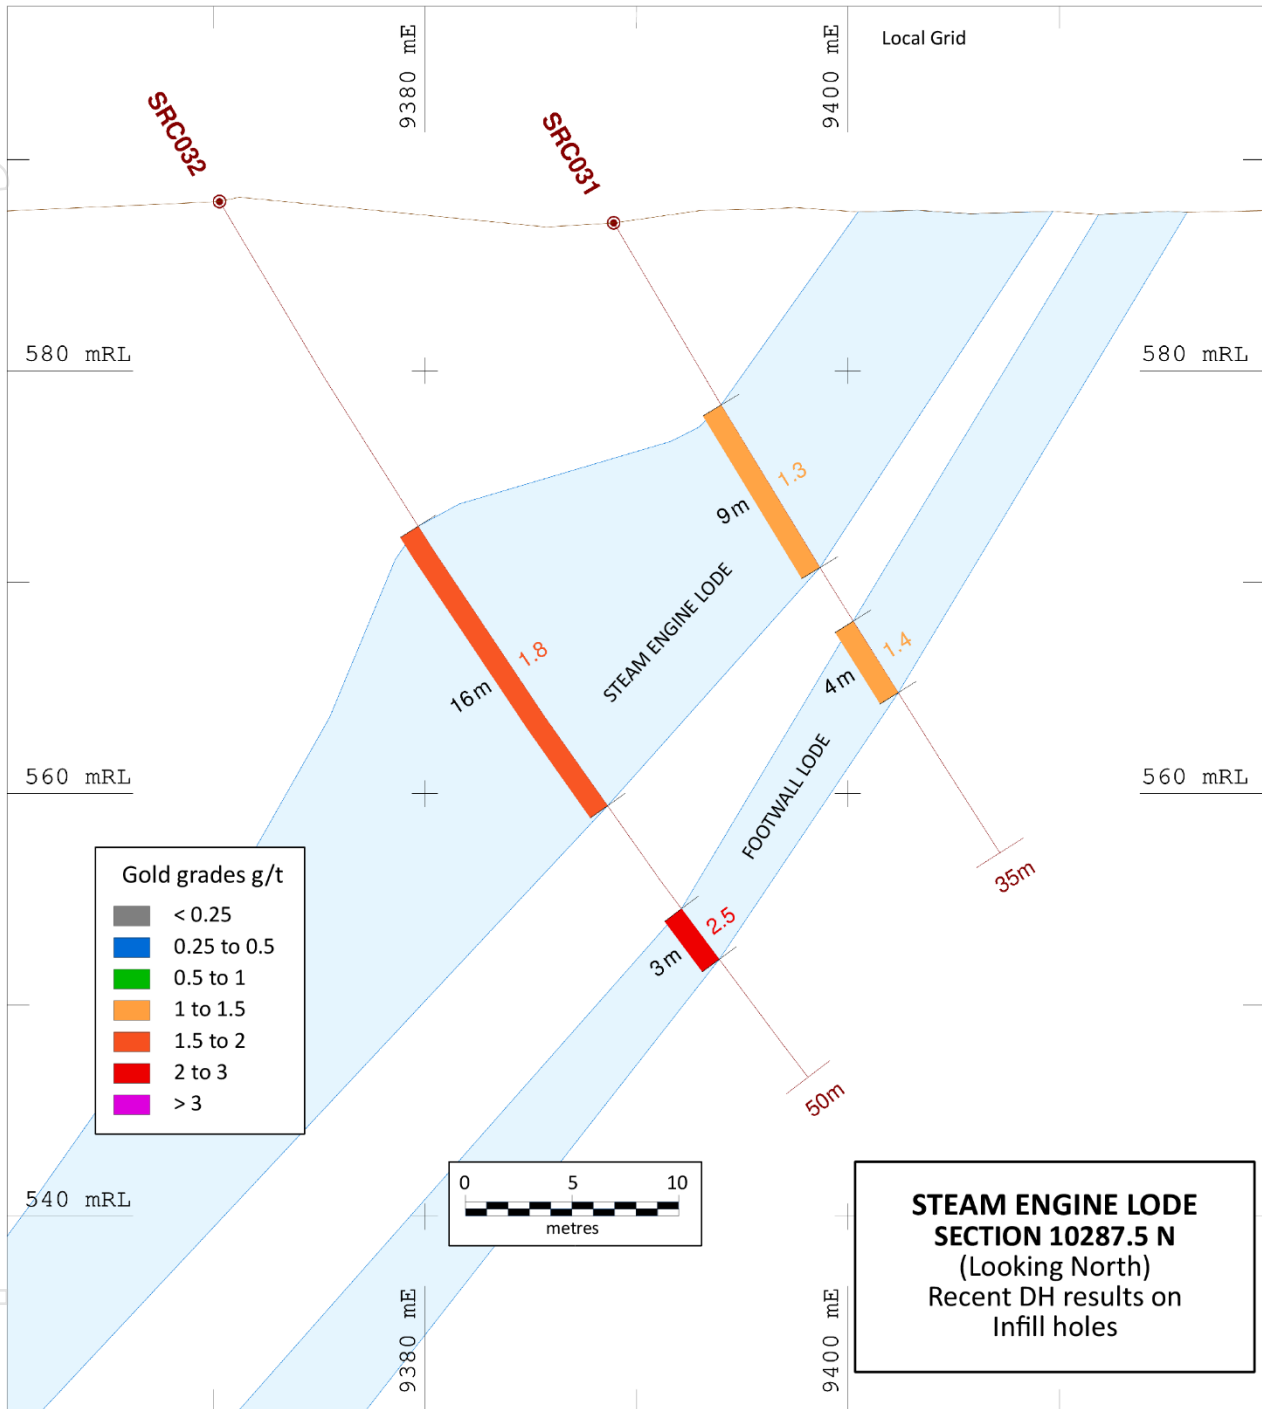 9380 mE
9400 mE
Local Grid
SRC032
SRC031
580 mRL
580 mRL
1.3
9m
STEAM ENGINE LODE
1.8
16m
1.4
4m
FOOTWALL LODE
560 mRL
560 mRL
35m
2.5
3m
50m
Gold grades g/t
< 0.25
0.25 to 0.5
0.5 to 1
1 to 1.5
1.5 to 2
2 to 3
> 3
540 mRL
0 5 10
metres
STEAM ENGINE LODE
SECTION 10287.5 N
(Looking North)
Recent DH results on
Infill holes
9380 mE
9400 mE